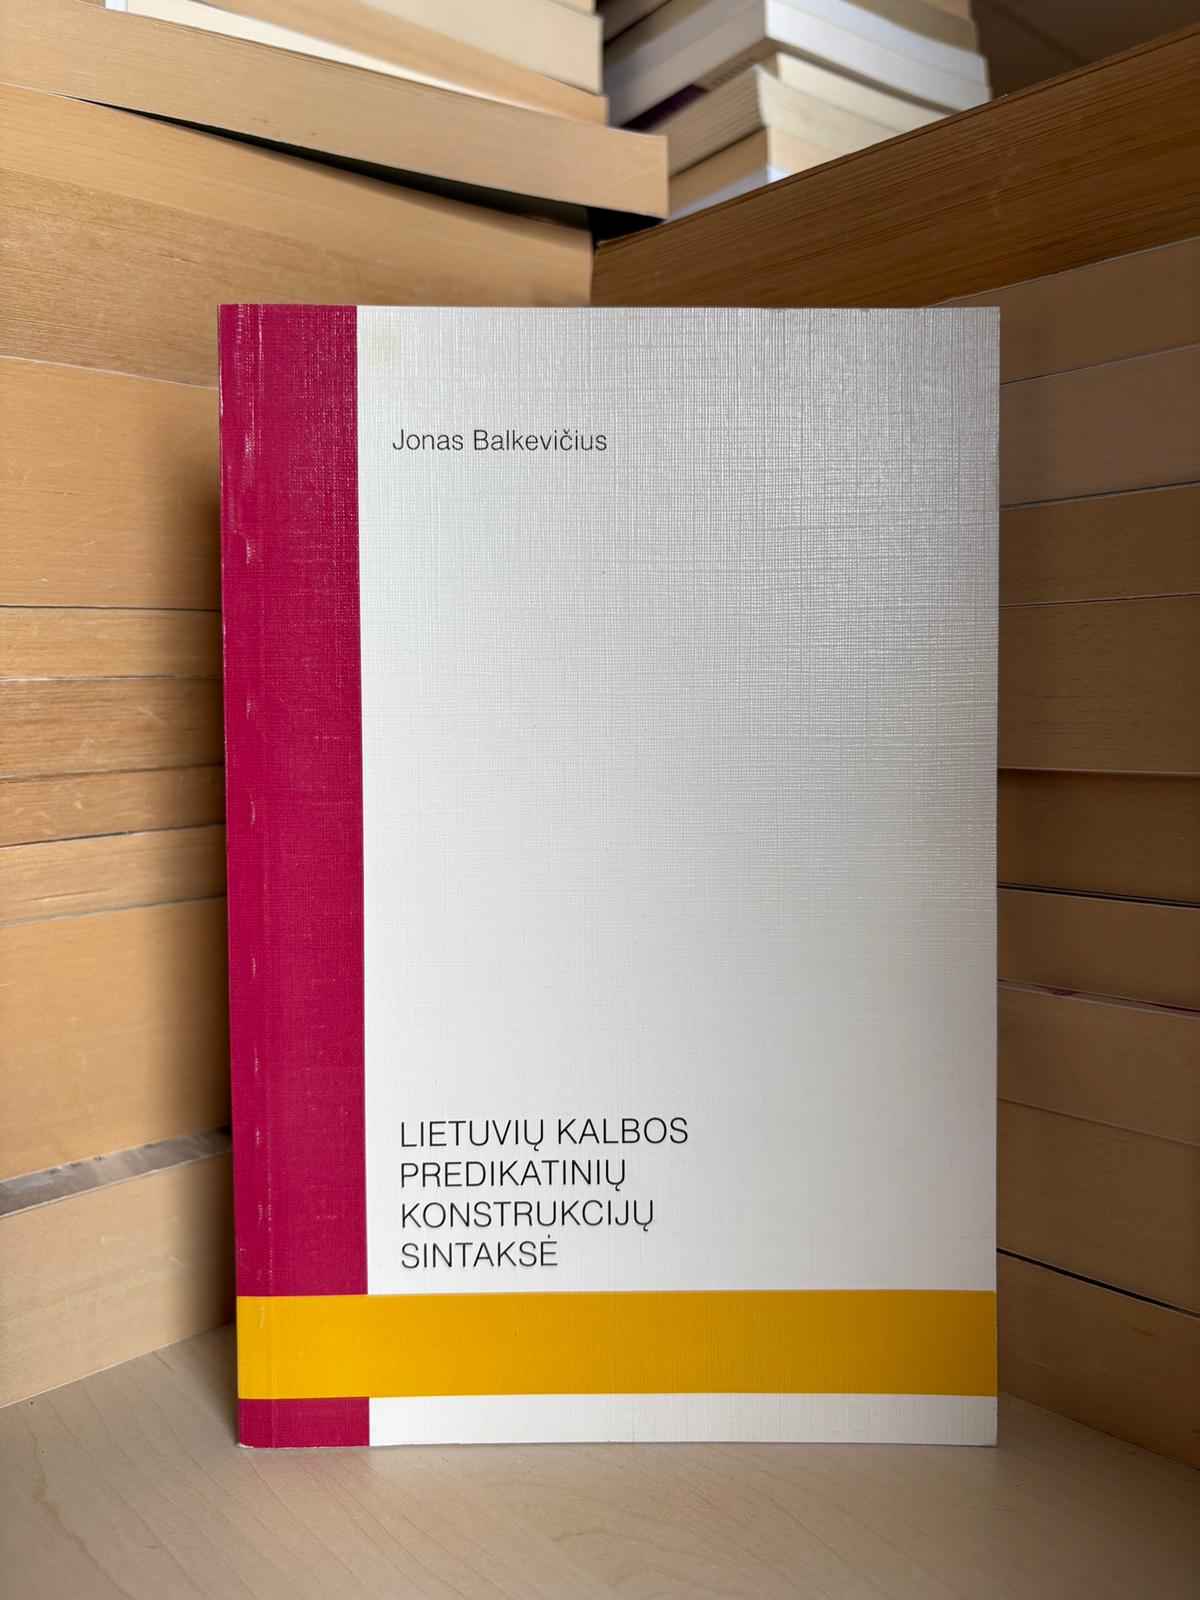 Jonas Balkevičius
LIETUVIŲ KALBOS
PREDIKATINIŲ
KONSTRUKCIJŲ
SINTAKSĖ